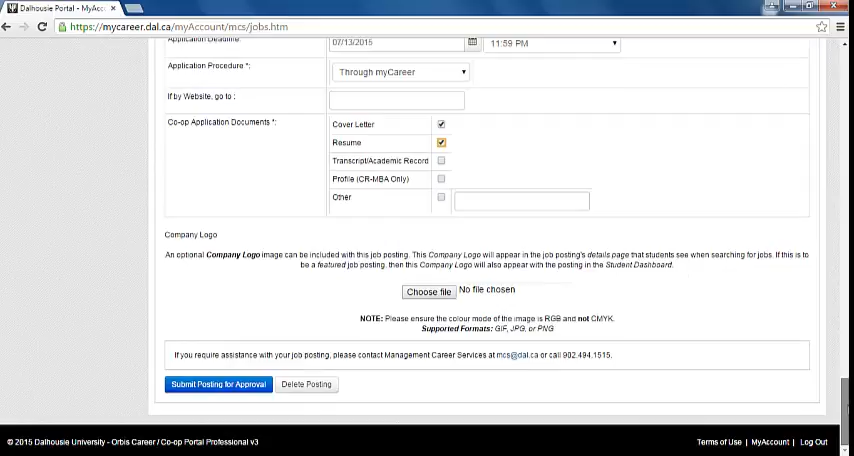 Dalhousie Portal - MyAcc
https://mycareer.dal.ca/myAccount/mcs/jobs.htm
Application Deadline: 07/13/2015 11:59 PM
Application Procedure *: Through myCareer
If by Website, go to :
Co-op Application Documents *:
Cover Letter
Resume
Transcript/Academic Record
Profile (CR-MBA Only)
Other
Company Logo
An optional Company Logo image can be included with this job posting. This Company Logo will appear in the job posting's details page that students see when searching for jobs. If this is to
be a featured job posting, then this Company Logo will also appear with the posting in the Student Dashboard.
Choose file No file chosen
NOTE: Please ensure the colour mode of the image is RGB and not CMYK.
Supported Formats: GIF, JPG, or PNG
If you require assistance with your job posting, please contact Management Career Services at mcs@dal.ca or call 902.494.1515.
Submit Posting for Approval Delete Posting
© 2015 Dalhousie University - Orbis Career / Co-op Portal Professional v3 Terms of Use | MyAccount | Log Out